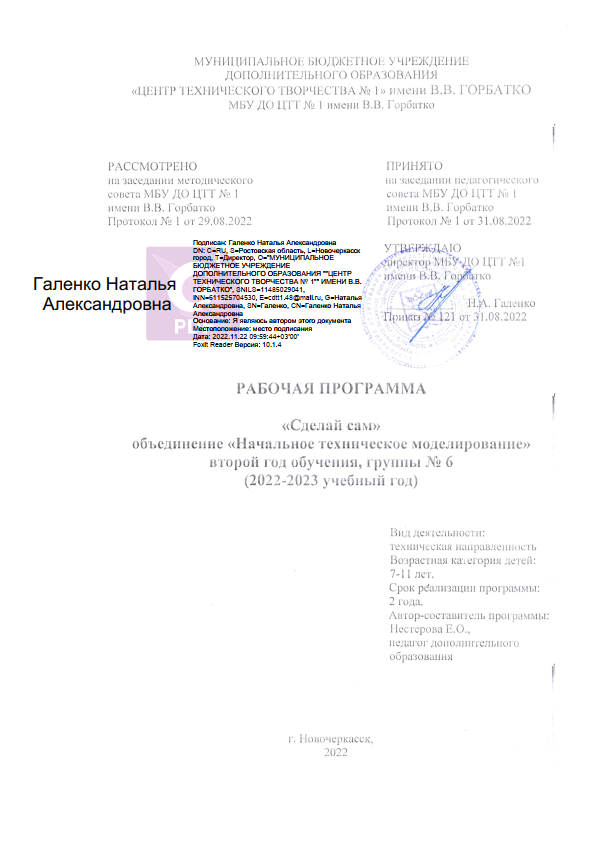 МУНИЦИПАЛЬНОЕ БЮДЖЕТНОЕ УЧРЕЖДЕНИЕ
ДОПОЛНИТЕЛЬНОГО ОБРАЗОВАНИЯ
«ЦЕНТР ТЕХНИЧЕСКОГО ТВОРЧЕСТВА № 1» имени В.В. ГОРБАТКО
МБУ ДО ЦТТ № 1 имени В.В. Горбатко
РАССМОТРЕНО
на заседании методического
совета МБУ ДО ЦТТ № 1
имени В.В. Горбатко
Протокол № 1 от 29.08.2022
ПРИНЯТО
на заседании педагогического
совета МБУ ДО ЦТТ № 1
имени В.В. Горбатко
Протокол № 1 от 31.08.2022
УТВЕРЖДАЮ
директор МБУ ДО ЦТТ №1
имени В.В. Горбатко
Н.А. Галенко
Приказ № 121 от 31.08.2022
Галенко Наталья
Александровна
Подписан: Галенко Наталья Александровна
DN: C=RU, S=Ростовская область, L=Новочеркасск
город, T=Директор, O="МУНИЦИПАЛЬНОЕ
БЮДЖЕТНОЕ УЧРЕЖДЕНИЕ
ДОПОЛНИТЕЛЬНОГО ОБРАЗОВАНИЯ ""ЦЕНТР
ТЕХНИЧЕСКОГО ТВОРЧЕСТВА № 1"" ИМЕНИ В.В.
ГОРБАТКО", SNILS=11485029041,
INN=611525704530, E=cdtt1.48@mail.ru, G=Наталья
Александровна, SN=Галенко, CN=Галенко Наталья
Александровна
Основание: Я являюсь автором этого документа
Местоположение: место подписания
Дата: 2022.11.22 09:59:44+03'00'
Foxit Reader Версия: 10.1.4
РАБОЧАЯ ПРОГРАММА
«Сделай сам»
объединение «Начальное техническое моделирование»
второй год обучения, группы № 6
(2022-2023 учебный год)
Вид деятельности:
техническая направленность
Возрастная категория детей:
7-11 лет.
Срок реализации программы:
2 года.
Автор-составитель программы:
Нестерова Е.О.,
педагог дополнительного
образования
г. Новочеркасск,
2022